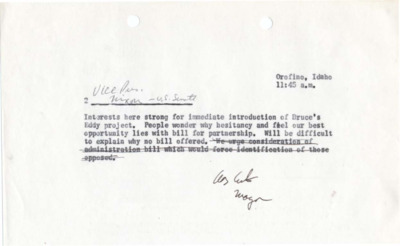 Orofino, Idaho
11:45 a.m.
Vice Pres.
Nixon - U.S. Senate
Interests here strong for immediate introduction of Bruce's
Eddy project. People wonder why hesitancy and feel our best
opportunity lies with bill for partnership. Will be difficult
to explain why no bill offered. We urge consideration of
administration bill which would force identification of those
opposed.